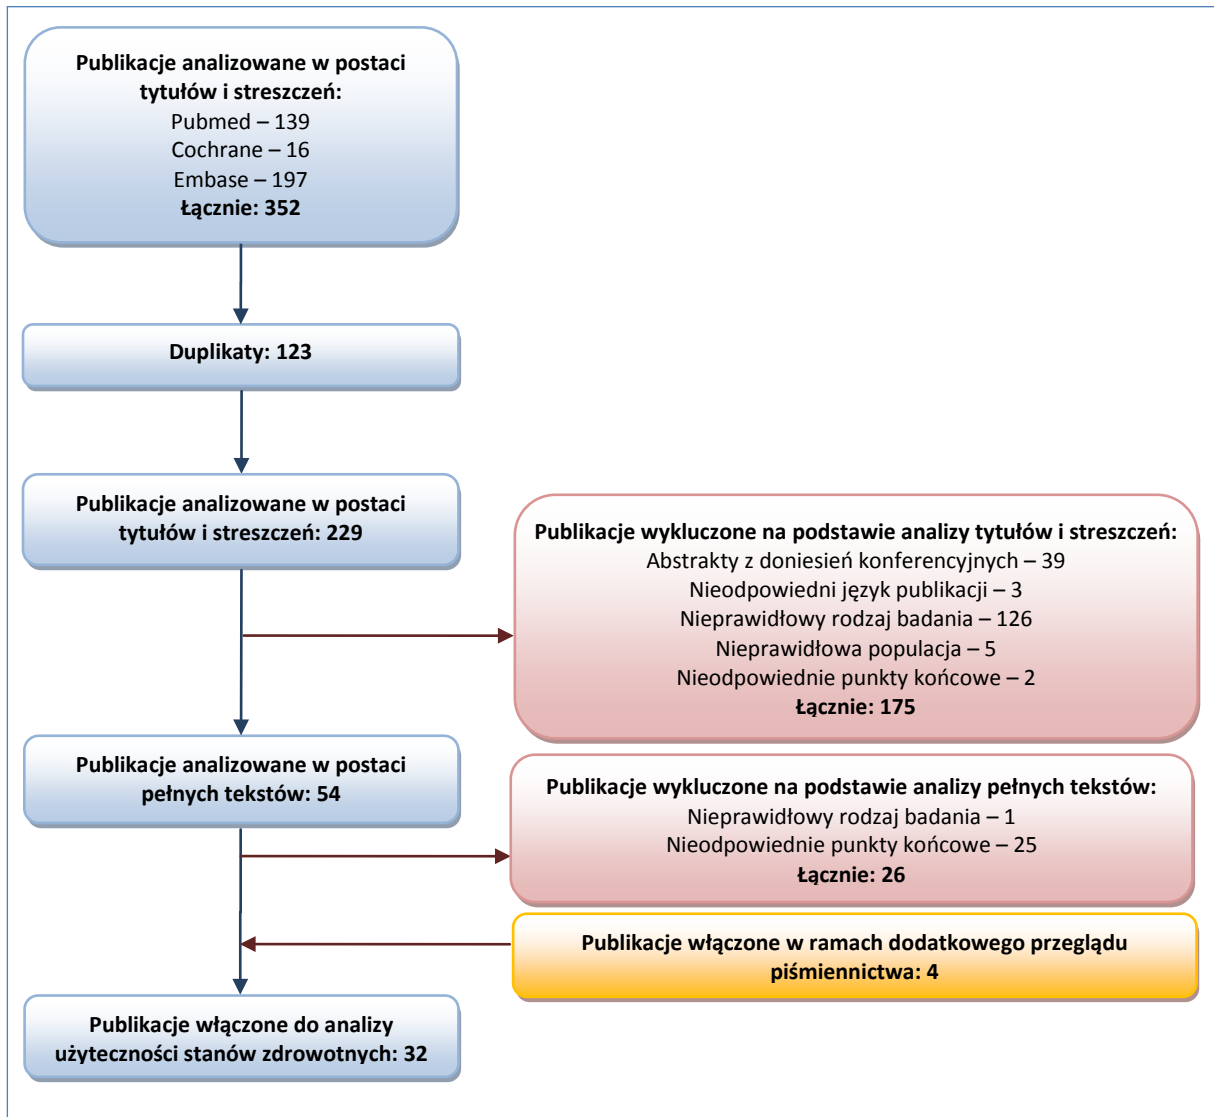 Publikacje analizowane w postaci
tytułów i streszczeń:
Pubmed – 139
Cochrane – 16
Embase – 197
Łącznie: 352
Duplikaty: 123
Publikacje analizowane w postaci
tytułów i streszczeń: 229
Publikacje wykluczone na podstawie analizy tytułów i streszczeń:
Abstrakty z doniesień konferencyjnych – 39
Nieodpowiedni język publikacji – 3
Nieprawidłowy rodzaj badania – 126
Nieprawidłowa populacja – 5
Nieodpowiednie punkty końcowe – 2
Łącznie: 175
Publikacje analizowane w postaci
pełnych tekstów: 54
Publikacje wykluczone na podstawie analizy pełnych tekstów:
Nieprawidłowy rodzaj badania – 1
Nieodpowiednie punkty końcowe – 25
Łącznie: 26
Publikacje włączone w ramach dodatkowego przeglądu
piśmiennictwa: 4
Publikacje włączone do analizy
użyteczności stanów zdrowotnych: 32